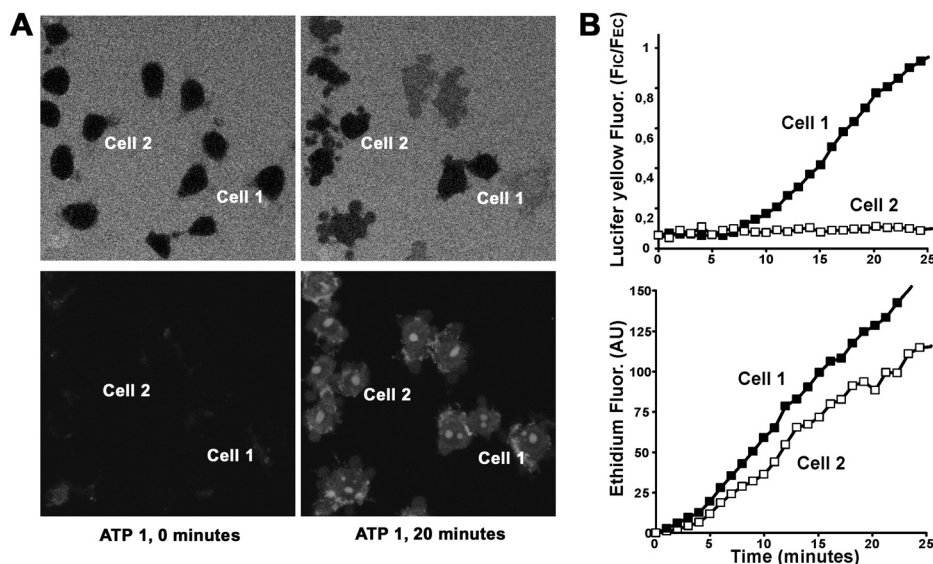 A
Cell 2
Cell 1
Cell 2
Cell 1
Cell 2
Cell 1
Cell 2
Cell 1
ATP 1, 0 minutes
ATP 1, 20 minutes
B
Lucifer yellow Fluor. (FIC/FEC)
1
0,8
0,6
0,4
0,2
0
0 5 10 15 20 25
Cell 1
Cell 2
Ethidium Fluor. (AU)
150
125
100
75
50
25
0
0 5 10 15 20 25
Cell 1
Cell 2
Time (minutes)